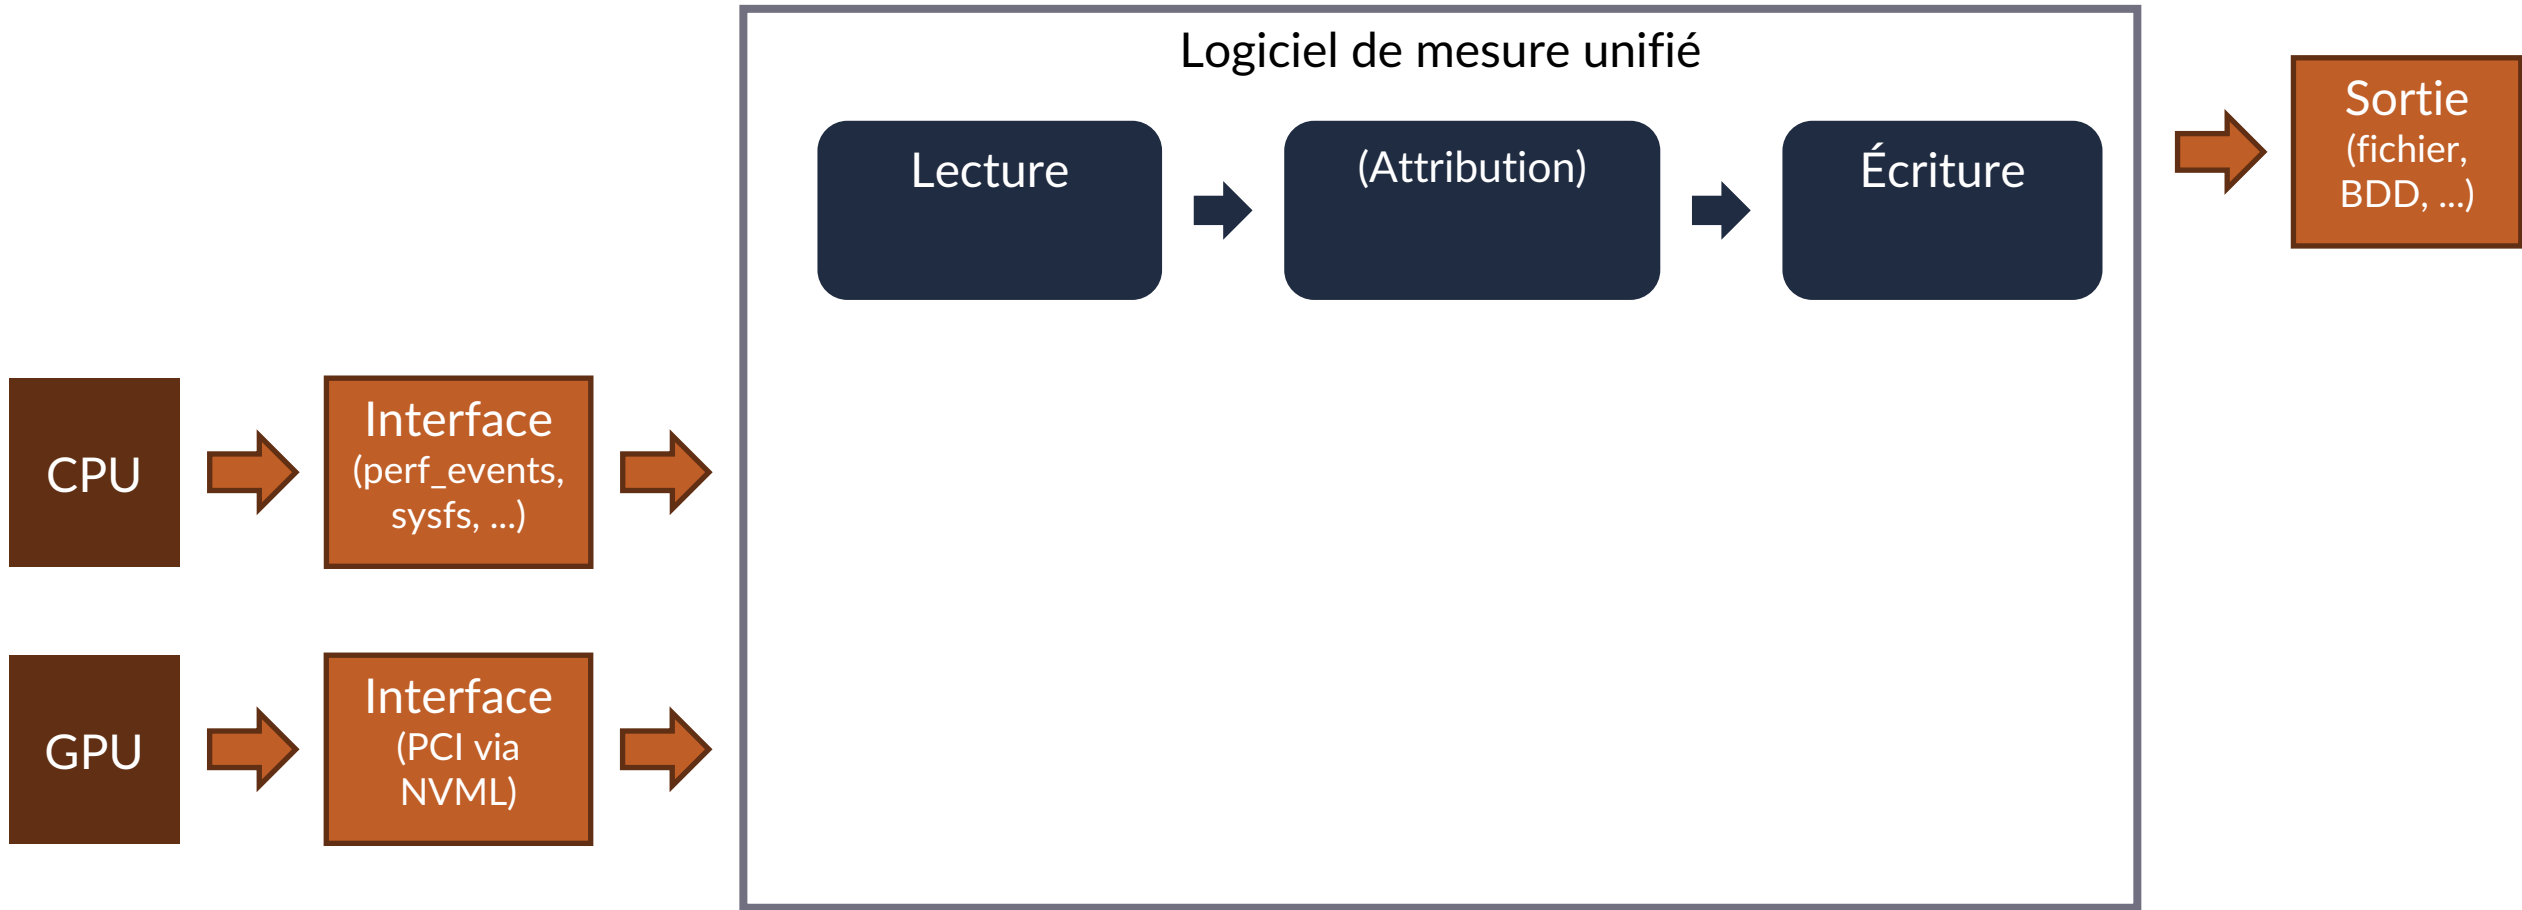 Logiciel de mesure unifié
Lecture
(Attribution)
Écriture
Sortie
(fichier,
BDD, ...)
CPU
Interface
(perf_events,
sysfs, ...)
GPU
Interface
(PCI via
NVML)